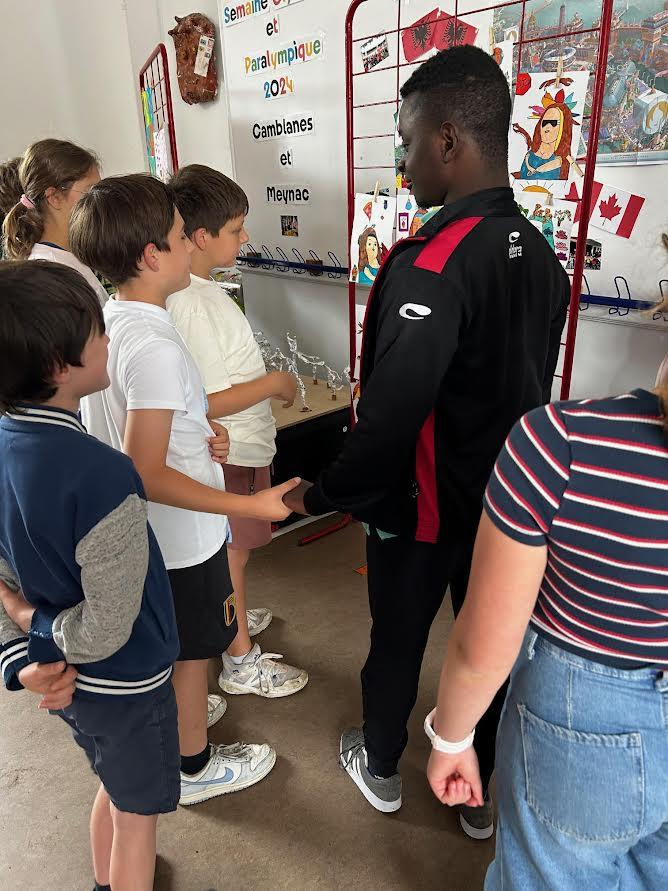 Semaine
et
Paralympique
2024
Camblanes
et
Meynac